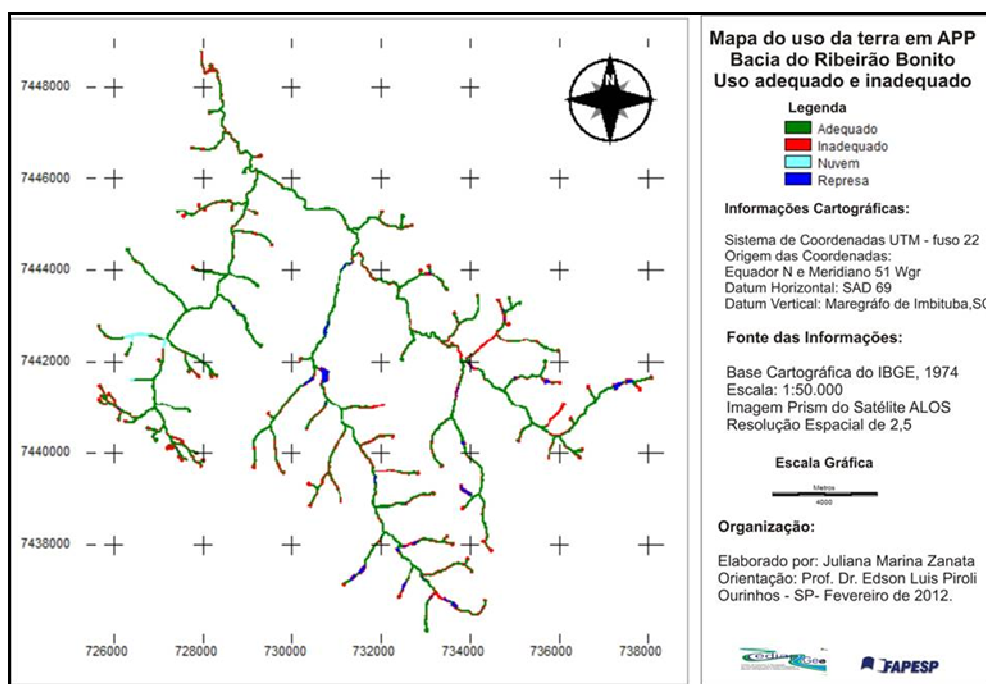 7448000
7446000
7444000
7442000
7440000
7438000
726000 728000 730000 732000 734000 736000 738000
N
Mapa do uso da terra em APP
Bacia do Ribeirão Bonito
Uso adequado e inadequado
Legenda
Adequado
Inadequado
Nuvem
Represa
Informações Cartográficas:
Sistema de Coordenadas UTM - fuso 22
Origem das Coordenadas:
Equador N e Meridiano 51 Wgr
Datum Horizontal: SAD 69
Datum Vertical: Maregráfo de Imbituba,SC
Fonte das Informações:
Base Cartográfica do IBGE, 1974
Escala: 1:50.000
Imagem Prism do Satélite ALOS
Resolução Espacial de 2,5
Escala Gráfica
Metros
4000
Organização:
Elaborado por: Juliana Marina Zanata
Orientação: Prof. Dr. Edson Luis Piroli
Ourinhos - SP- Fevereiro de 2012.
FAPESP